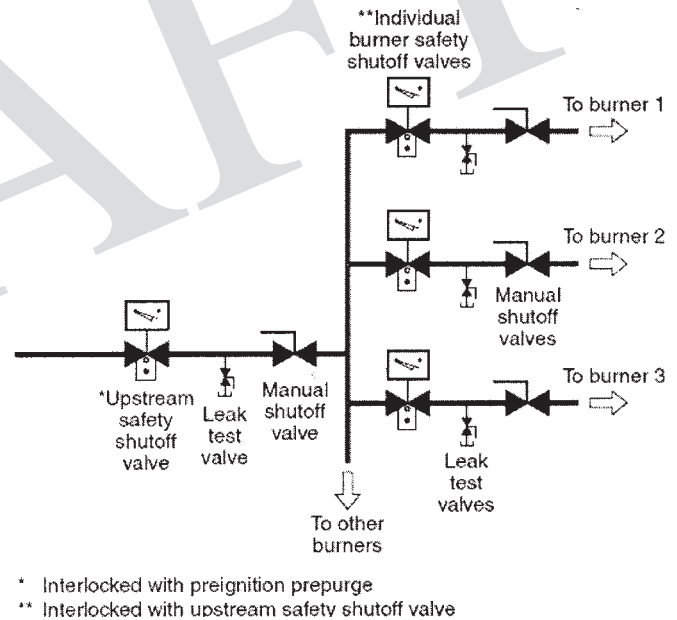 **Individual
burner safety
shutoff valves
To burner 1
To burner 2
Manual
shutoff
valves
To burner 3
*Upstream
safety
shutoff
valve
Leak
test
valve
Manual
shutoff
valve
Leak
test
valves
To other
burners
* Interlocked with preignition prepurge
** Interlocked with upstream safety shutoff valve